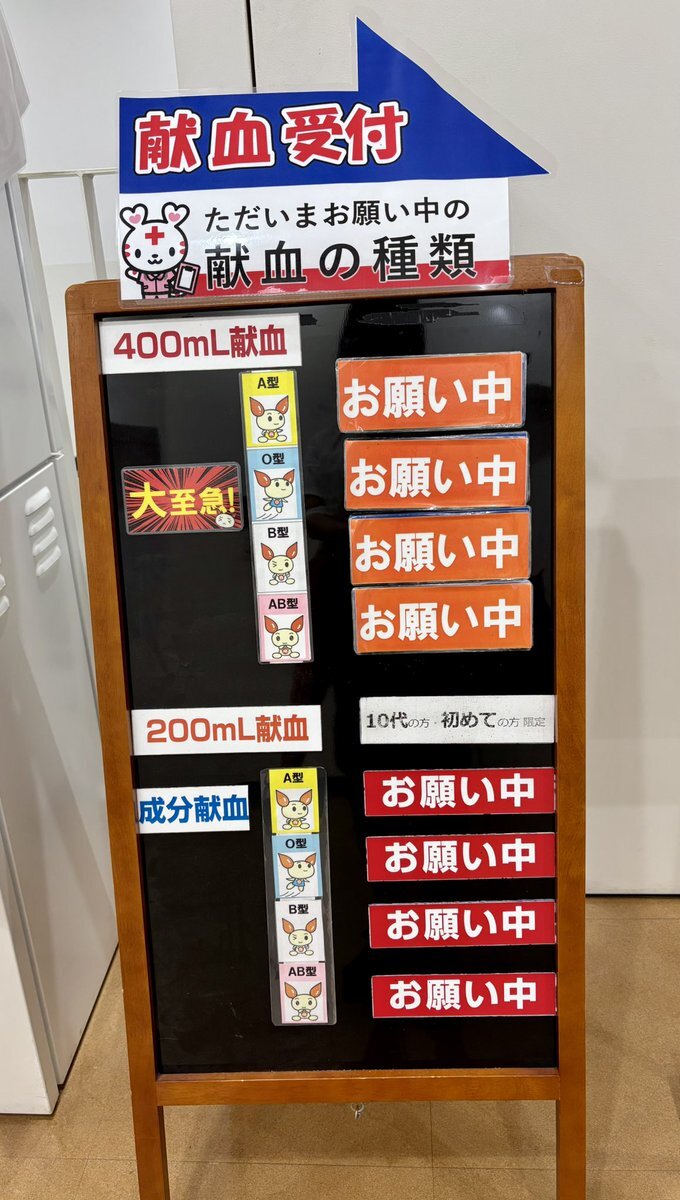 献血受付
ただいまお願い中の
献血の種類
400mL献血
A型 お願い中
大至急! O型 お願い中
B型 お願い中
AB型 お願い中
200mL献血 10代の方・初めての方 限定
成分献血 A型 お願い中
O型 お願い中
B型 お願い中
AB型 お願い中